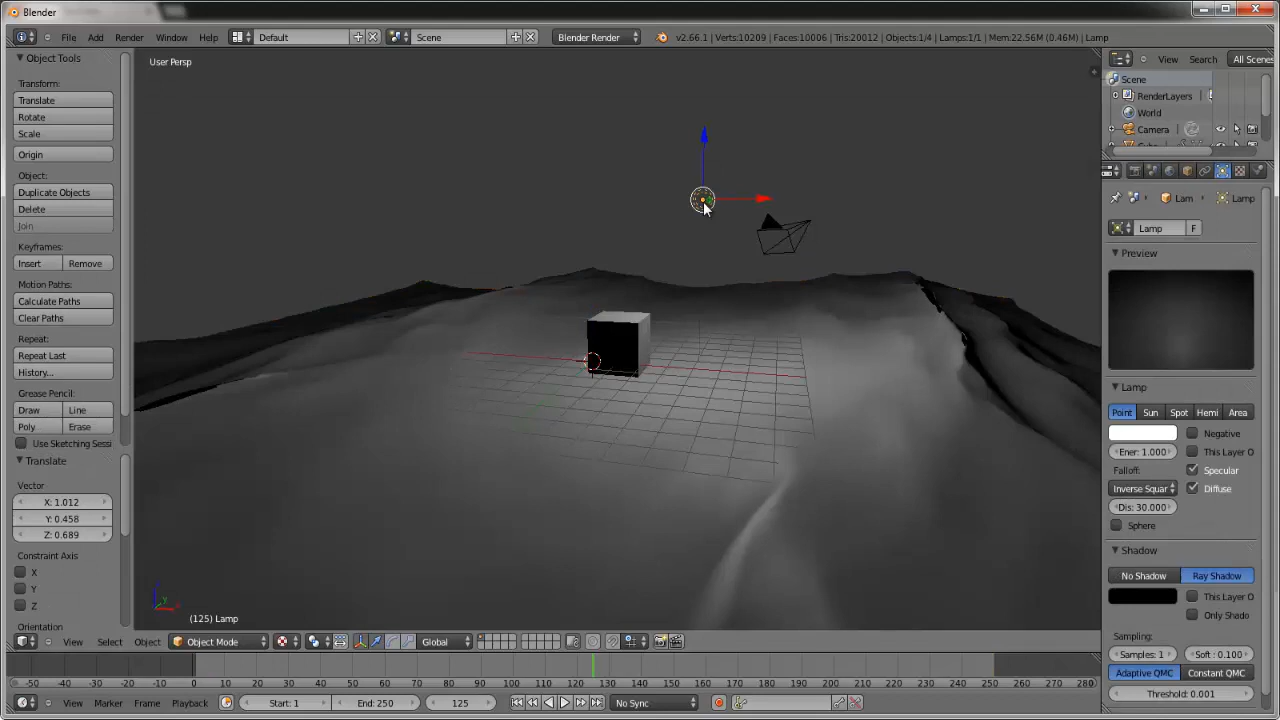 Blender
File Add Render Window Help Default Scene Blender Render v2.66.1 | Verts:10209 | Faces:10006 | Tris:20012 | Objects:1/4 | Lamps:1/1 | Mem:22.56M (0.46M) | Lamp
Object Tools
Transform:
Translate
Rotate
Scale
Origin
Object:
Duplicate Objects
Delete
Join
Keyframes:
Insert Remove
Motion Paths:
Calculate Paths
Clear Paths
Repeat:
Repeat Last
History...
Grease Pencil:
Draw Line
Poly Erase
Use Sketching Sessi
Translate
Vector
X: 1.012
Y: 0.458
Z: 0.689
Constraint Axis
X
Y
Z
Orientation
User Persp
(125) Lamp
View Search All Scenes
Scene
RenderLayers
World
Camera
Lam Lamp
Lamp F
Preview
Lamp
Point Sun Spot Hemi Area
Negative
Ener: 1.000 This Layer O
Falloff: Specular
Inverse Squar Diffuse
Dis: 30.000
Sphere
Shadow
No Shadow Ray Shadow
This Layer O
Only Shado
Sampling:
Samples: 1 Soft : 0.100
Adaptive QMC Constant QMC
Threshold: 0.001
View Select Object Object Mode Global
-50 -40 -30 -20 -10 0 10 20 30 40 50 60 70 80 90 100 110 120 130 140 150 160 170 180 190 200 210 220 230 240 250 260 270 280
View Marker Frame Playback Start: 1 End: 250 125 No Sync